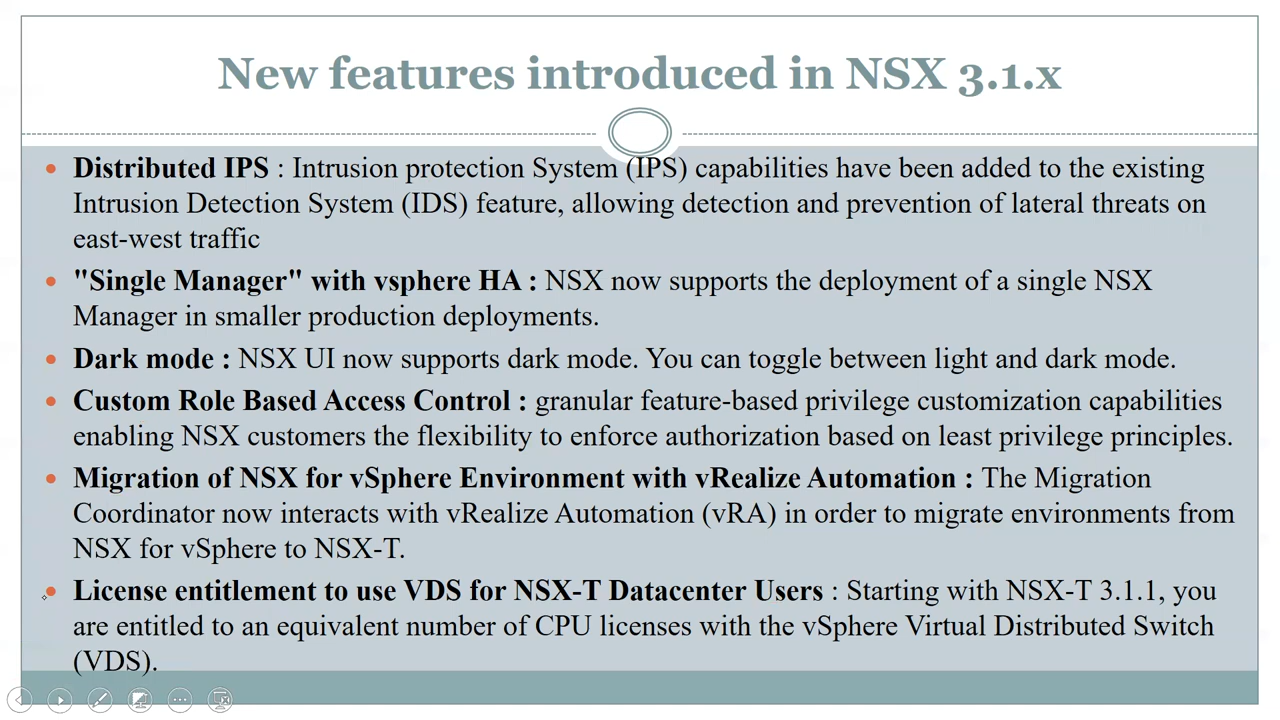 New features introduced in NSX 3.1.x
Distributed IPS : Intrusion protection System (IPS) capabilities have been added to the existing
Intrusion Detection System (IDS) feature, allowing detection and prevention of lateral threats on
east-west traffic
"Single Manager" with vsphere HA : NSX now supports the deployment of a single NSX
Manager in smaller production deployments.
Dark mode : NSX UI now supports dark mode. You can toggle between light and dark mode.
Custom Role Based Access Control : granular feature-based privilege customization capabilities
enabling NSX customers the flexibility to enforce authorization based on least privilege principles.
Migration of NSX for vSphere Environment with vRealize Automation : The Migration
Coordinator now interacts with vRealize Automation (vRA) in order to migrate environments from
NSX for vSphere to NSX-T.
License entitlement to use VDS for NSX-T Datacenter Users : Starting with NSX-T 3.1.1, you
are entitled to an equivalent number of CPU licenses with the vSphere Virtual Distributed Switch
(VDS).